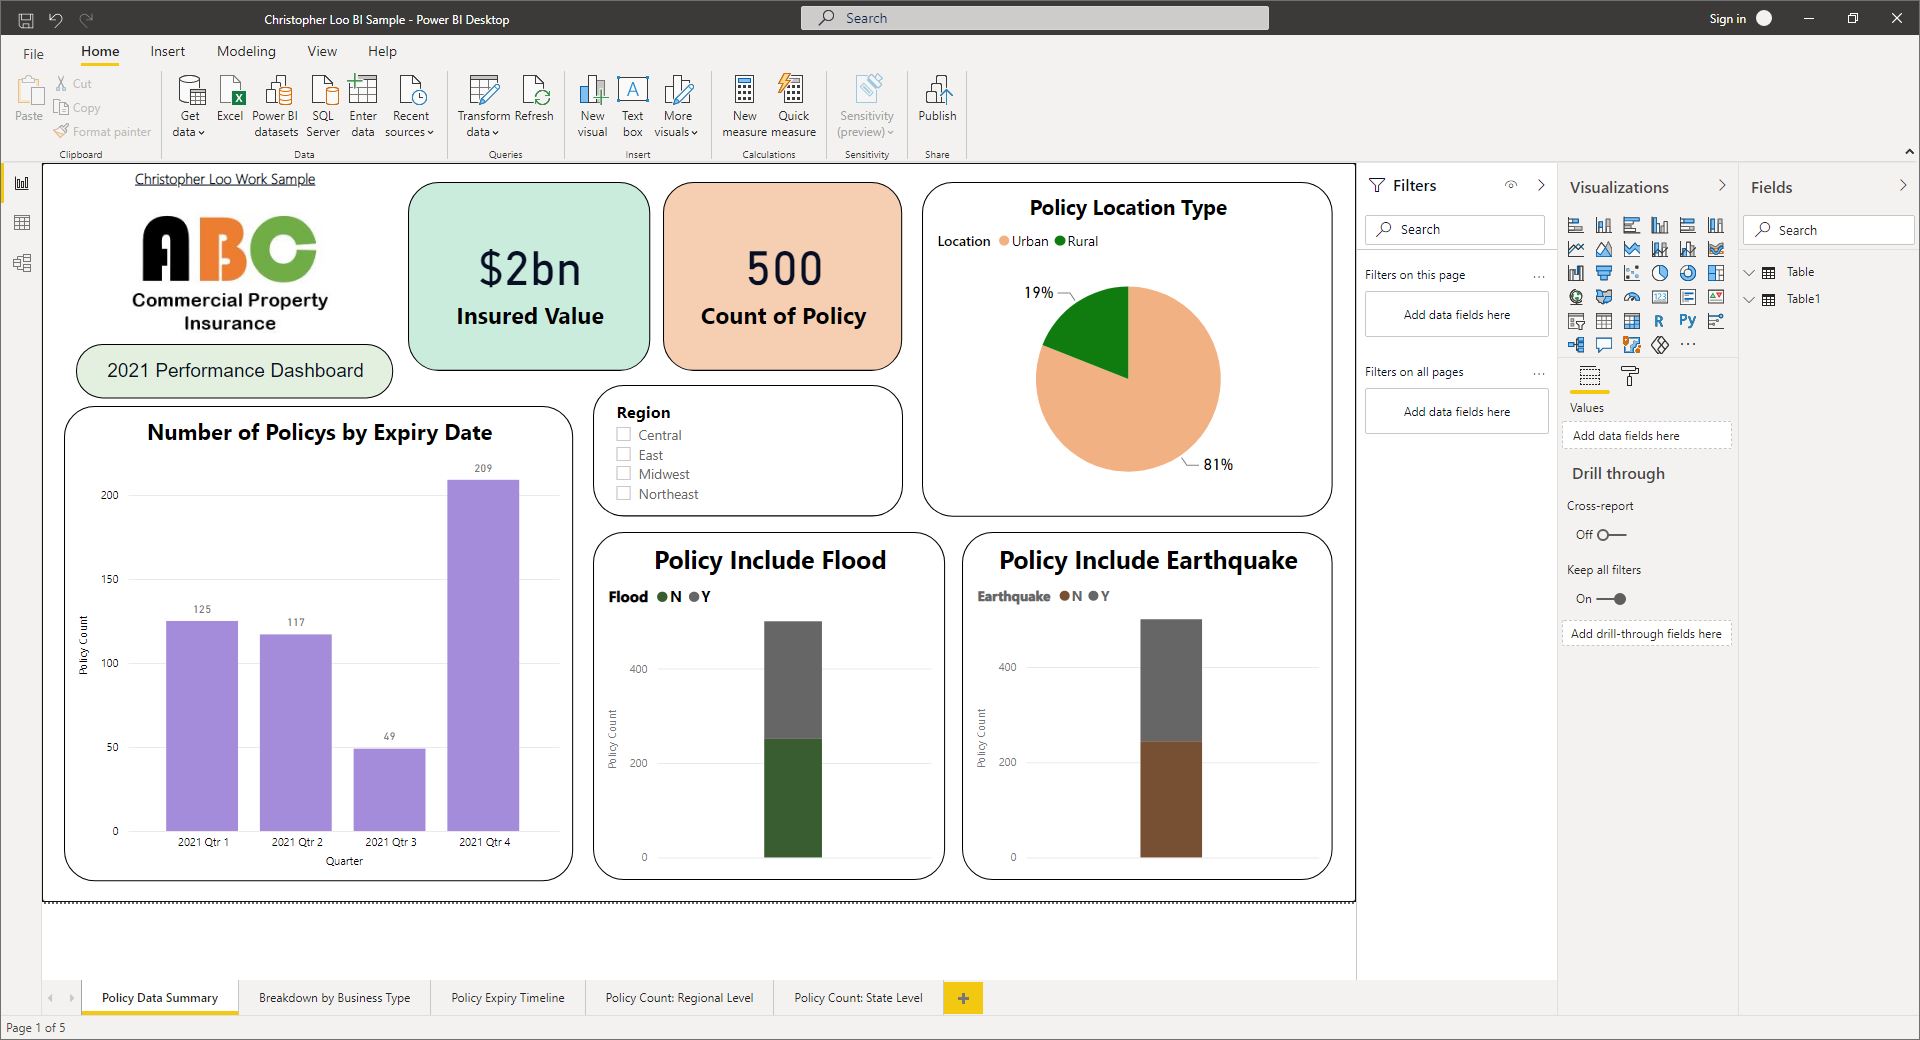 Christopher Loo BI Sample - Power BI Desktop
Search
Sign in
File
Home
Insert
Modeling
View
Help
Paste
Cut
Copy
Format painter
Clipboard
Get data
Excel
Power BI datasets
SQL Server
Enter data
Recent sources
Data
Transform data
Refresh
Queries
New visual
Text box
More visuals
Insert
New measure
Quick measure
Calculations
Sensitivity (preview)
Sensitivity
Publish
Share
Christopher Loo Work Sample
ABC
Commercial Property
Insurance
2021 Performance Dashboard
$2bn
Insured Value
500
Count of Policy
Policy Location Type
Location Urban Rural
19%
81%
Region
Central
East
Midwest
Northeast
Number of Policys by Expiry Date
Policy Count
200
150
100
50
0
125
117
49
209
2021 Qtr 1
2021 Qtr 2
2021 Qtr 3
2021 Qtr 4
Quarter
Policy Include Flood
Flood N Y
Policy Count
400
200
0
Policy Include Earthquake
Earthquake N Y
Policy Count
400
200
0
Filters
Search
Filters on this page
...
Add data fields here
Filters on all pages
...
Add data fields here
Visualizations
123
R
Py
...
Values
Add data fields here
Drill through
Cross-report
Off
Keep all filters
On
Add drill-through fields here
Fields
Search
Table
Table1
Policy Data Summary
Breakdown by Business Type
Policy Expiry Timeline
Policy Count: Regional Level
Policy Count: State Level
+
Page 1 of 5